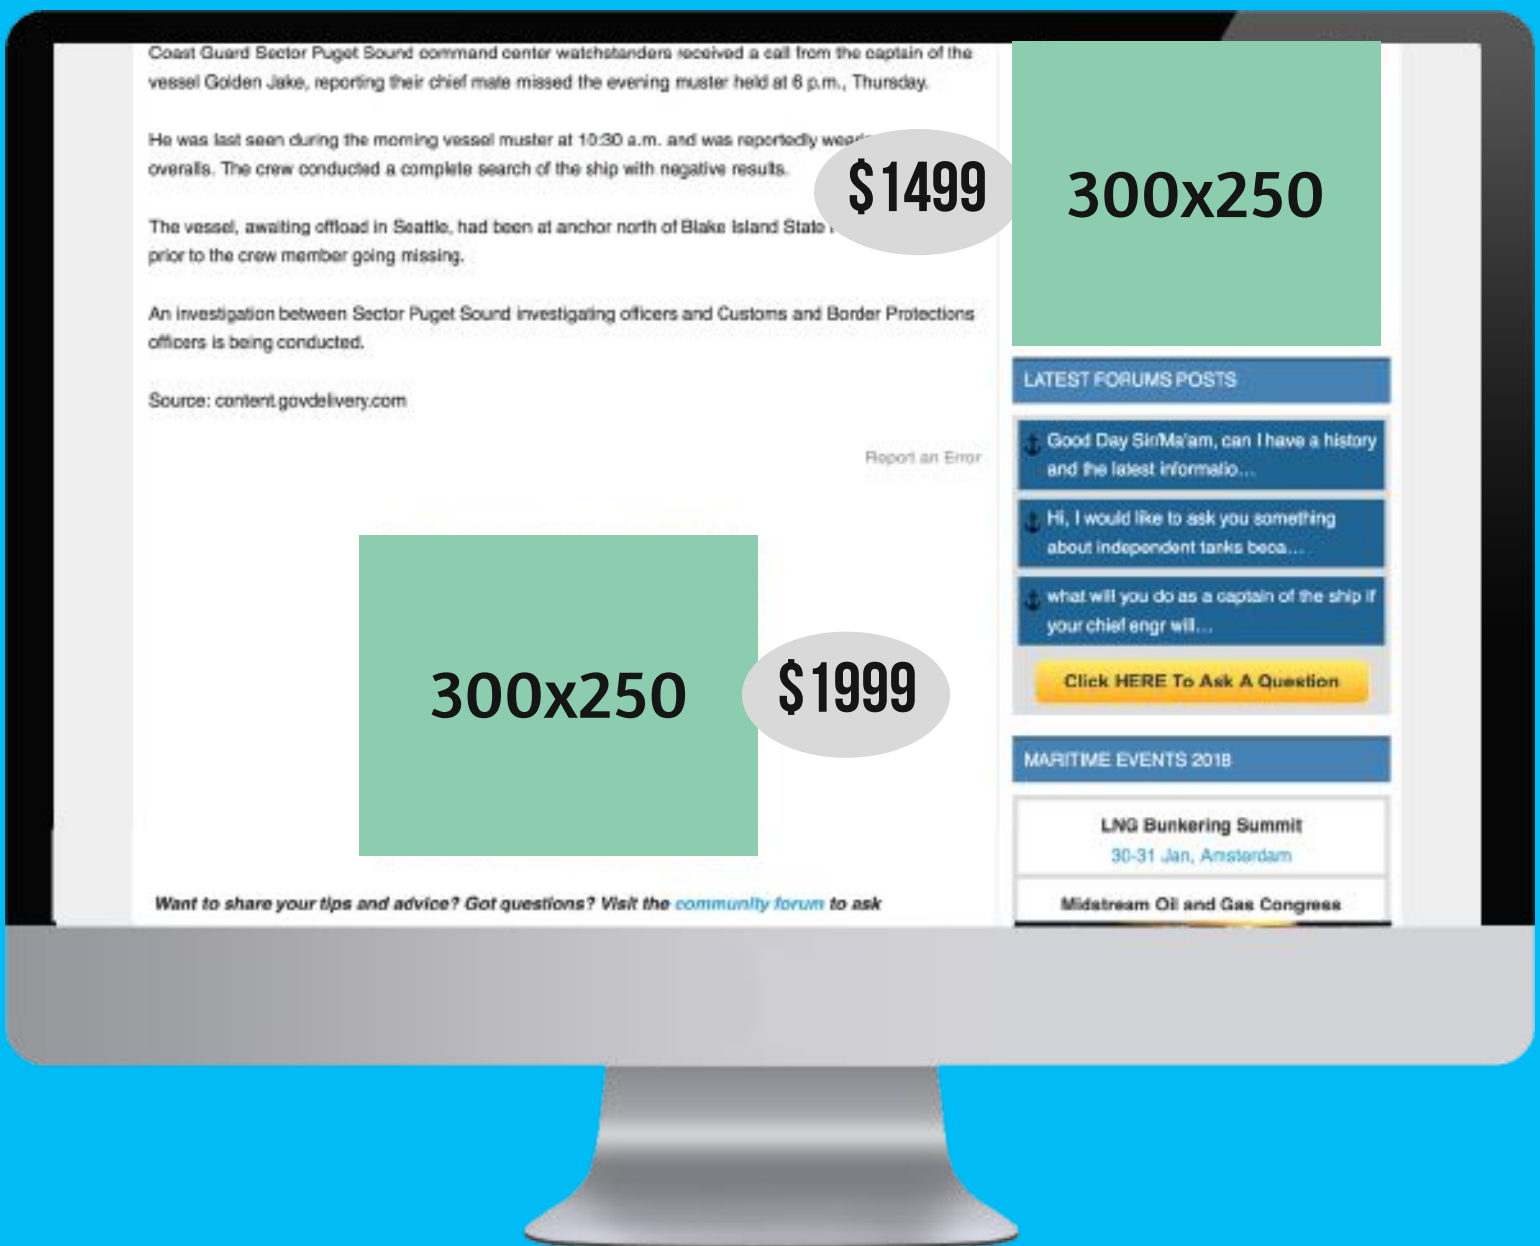 Coast Guard Sector Puget Sound command center watchstanders received a call from the captain of the
vessel Golden Jake, reporting their chief mate missed the evening muster held at 6 p.m., Thursday.
He was last seen during the morning vessel muster at 10:30 a.m. and was reportedly
overalls. The crew conducted a complete search of the ship with negative results.
The vessel, awaiting offload in Seattle, had been at anchor north of Blake Island State
prior to the crew member going missing.
An investigation between Sector Puget Sound investigating officers and Customs and Border Protections
officers is being conducted.
Source: content.govdelivery.com
Report an Error
$1499
300x250
300x250
$1999
Want to share your tips and advice? Got questions? Visit the community forum to ask
LATEST FORUMS POSTS
Good Day Sir/Ma'am, can I have a history
and the latest informatio...
Hi, I would like to ask you something
about independent tanks beca...
what will you do as a captain of the ship if
your chief engr will...
Click HERE To Ask A Question
MARITIME EVENTS 2018
LNG Bunkering Summit
30-31 Jan, Amsterdam
Midstream Oil and Gas Congress